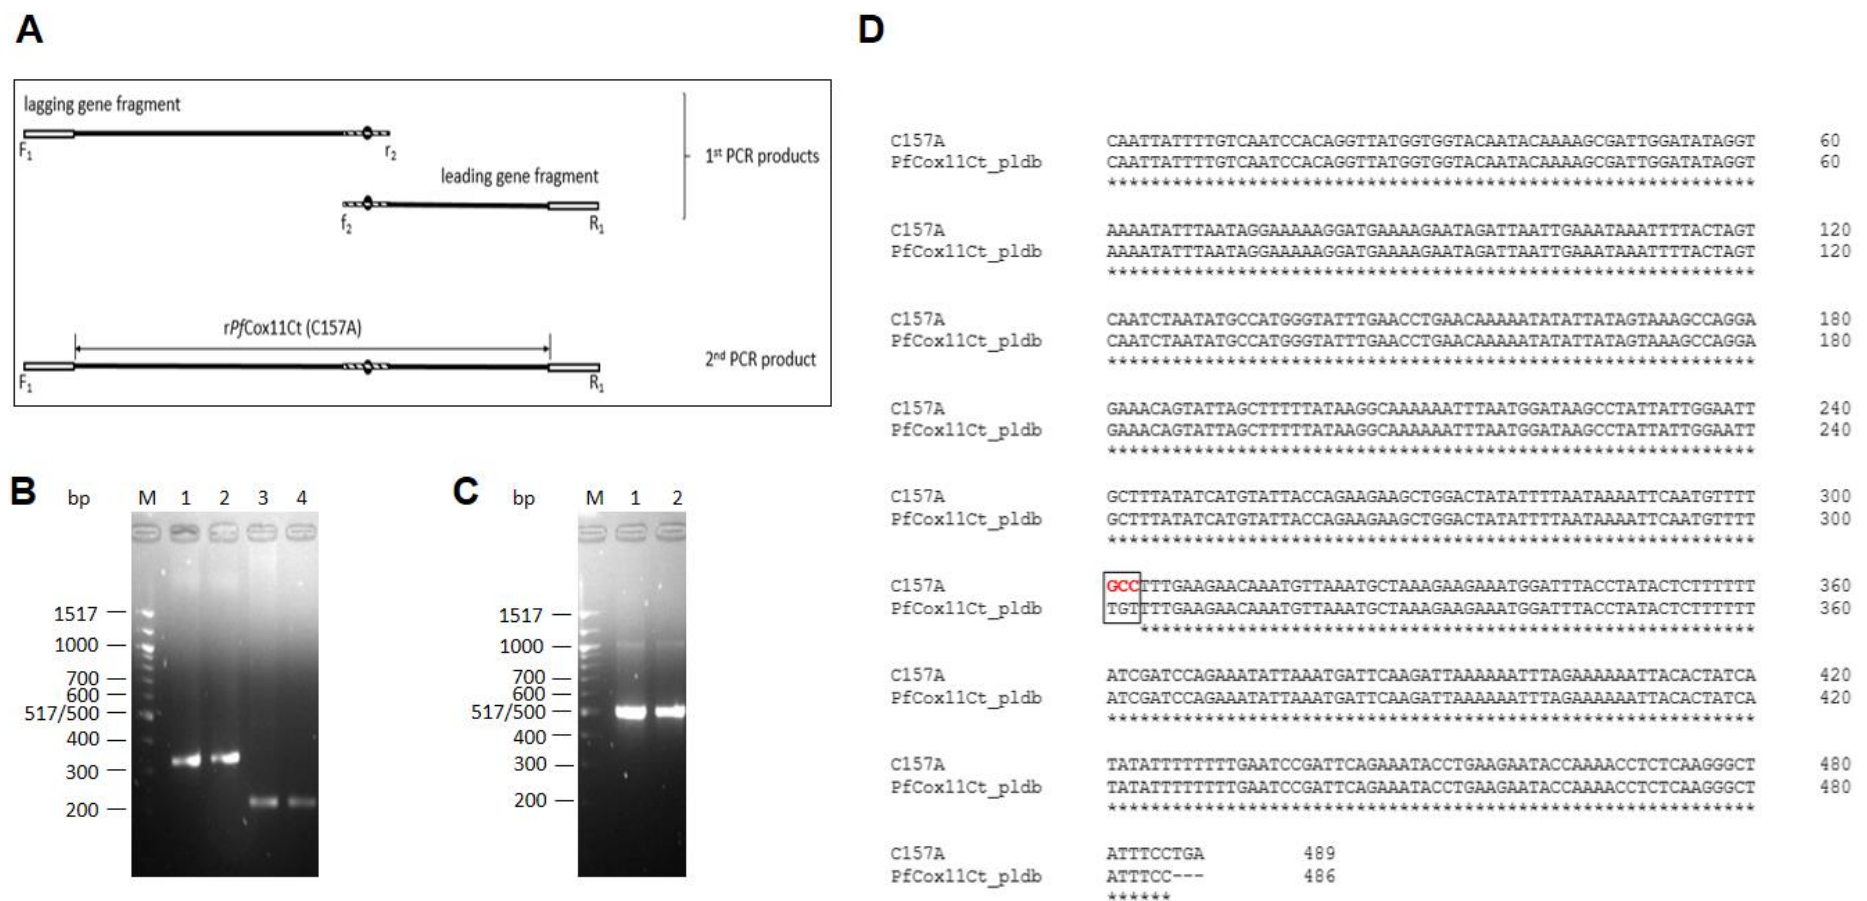 A
lagging gene fragment
F1
r2
leading gene fragment
f2
R1
1st PCR products
rPfCox11Ct (C157A)
F1
R1
2nd PCR product
B
bp M 1 2 3 4
1517
1000
700
600
517/500
400
300
200
C
bp M 1 2
1517
1000
700
600
517/500
400
300
200
D
C157A CAATTATTTTGTCAATCCACAGGTTATGGTGGTACAATACAAAAGCGATTGGATATAGGT 60
PfCox11Ct_pldb CAATTATTTTGTCAATCCACAGGTTATGGTGGTACAATACAAAAGCGATTGGATATAGGT 60
************************************************************
C157A AAAATATTTAATAGGAAAAAGGATGAAAAGAATAGATTAATTGAAATAAATTTTACTAGT 120
PfCox11Ct_pldb AAAATATTTAATAGGAAAAAGGATGAAAAGAATAGATTAATTGAAATAAATTTTACTAGT 120
************************************************************
C157A CAATCTAATATGCCATGGGTATTTGAACCTGAACAAAAATATATTATAGTAAAGCCAGGA 180
PfCox11Ct_pldb CAATCTAATATGCCATGGGTATTTGAACCTGAACAAAAATATATTATAGTAAAGCCAGGA 180
************************************************************
C157A GAAACAGTATTAGCTTTTTATAAGGCAAAAAATTTAATGGATAAGCCTATTATTGGAATT 240
PfCox11Ct_pldb GAAACAGTATTAGCTTTTTATAAGGCAAAAAATTTAATGGATAAGCCTATTATTGGAATT 240
************************************************************
C157A GCTTTATATCATGTATTACCAGAAGAAGCTGGACTATATTTTAATAAAATTCAATGTTTT 300
PfCox11Ct_pldb GCTTTATATCATGTATTACCAGAAGAAGCTGGACTATATTTTAATAAAATTCAATGTTTT 300
************************************************************
C157A GCCTTTGAAGAACAAATGTTAAATGCTAAAGAAGAAATGGATTTACCTATACTCTTTTTT 360
PfCox11Ct_pldb TGTTTTGAAGAACAAATGTTAAATGCTAAAGAAGAAATGGATTTACCTATACTCTTTTTT 360
*********************************************************
C157A ATCGATCCAGAAATATTAAATGATTCAAGATTAAAAAATTTAGAAAAAATTACACTATCA 420
PfCox11Ct_pldb ATCGATCCAGAAATATTAAATGATTCAAGATTAAAAAATTTAGAAAAAATTACACTATCA 420
************************************************************
C157A TATATTTTTTTTGAATCCGATTCAGAAATACCTGAAGAATACCAAAACCTCTCAAGGGCT 480
PfCox11Ct_pldb TATATTTTTTTTGAATCCGATTCAGAAATACCTGAAGAATACCAAAACCTCTCAAGGGCT 480
************************************************************
C157A ATTTCCTGA 489
PfCox11Ct_pldb ATTTCC--- 486
******